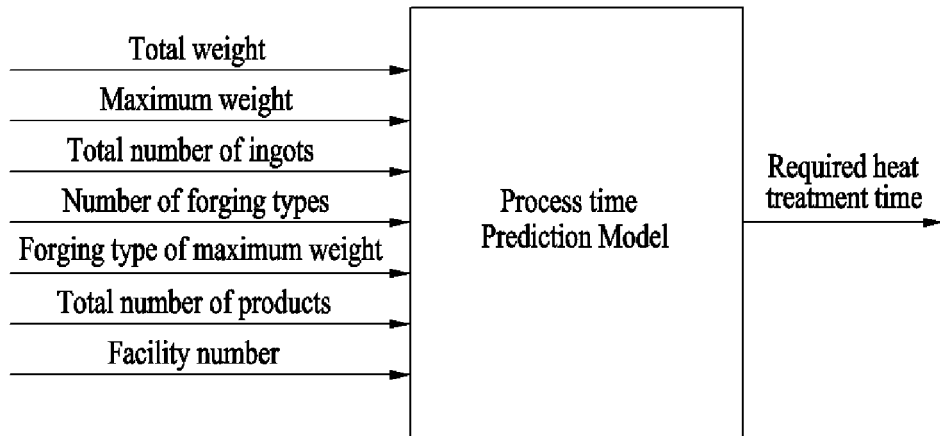 Total weight
Maximum weight
Total number of ingots
Number of forging types
Forging type of maximum weight
Total number of products
Facility number
Process time
Prediction Model
Required heat
treatment time